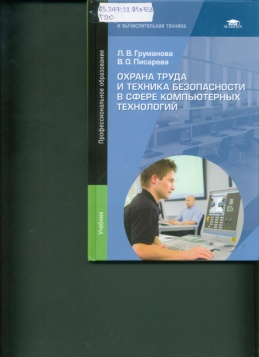 И ВЫЧИСЛИТЕЛЬНАЯ ТЕХНИКА
Л. В. Груманова
В. О. Писарева
ОХРАНА ТРУДА
И ТЕХНИКА БЕЗОПАСНОСТИ
В СФЕРЕ КОМПЬЮТЕРНЫХ
ТЕХНОЛОГИЙ
Профессиональное образование
Учебник